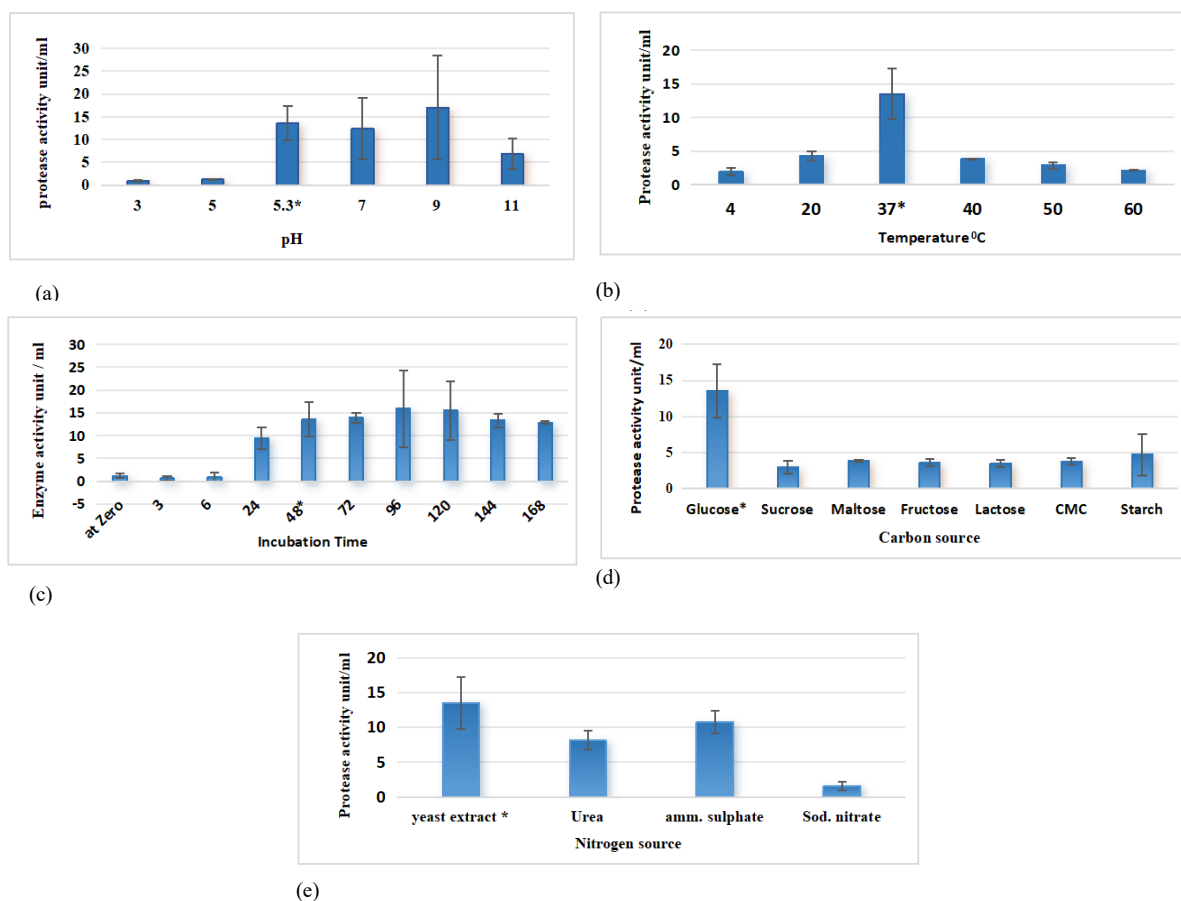 protease activity unit/ml
30
25
20
15
10
5
0
3 5 5.3* 7 9 11
pH
(a)
Protease activity unit/ml
20
15
10
5
0
4 20 37* 40 50 60
Temperature ⁰C
(b)
Enzyme activity unit / ml
30
25
20
15
10
5
0
-5
at Zero 3 6 24 48* 72 96 120 144 168
Incubation Time
(c)
Protease activity unit/ml
20
15
10
5
0
Glucose* Sucrose Maltose Fructose Lactose CMC Starch
Carbon source
(d)
Protease activity unit/ml
20
15
10
5
0
yeast extract * Urea amm. sulphate Sod. nitrate
Nitrogen source
(e)